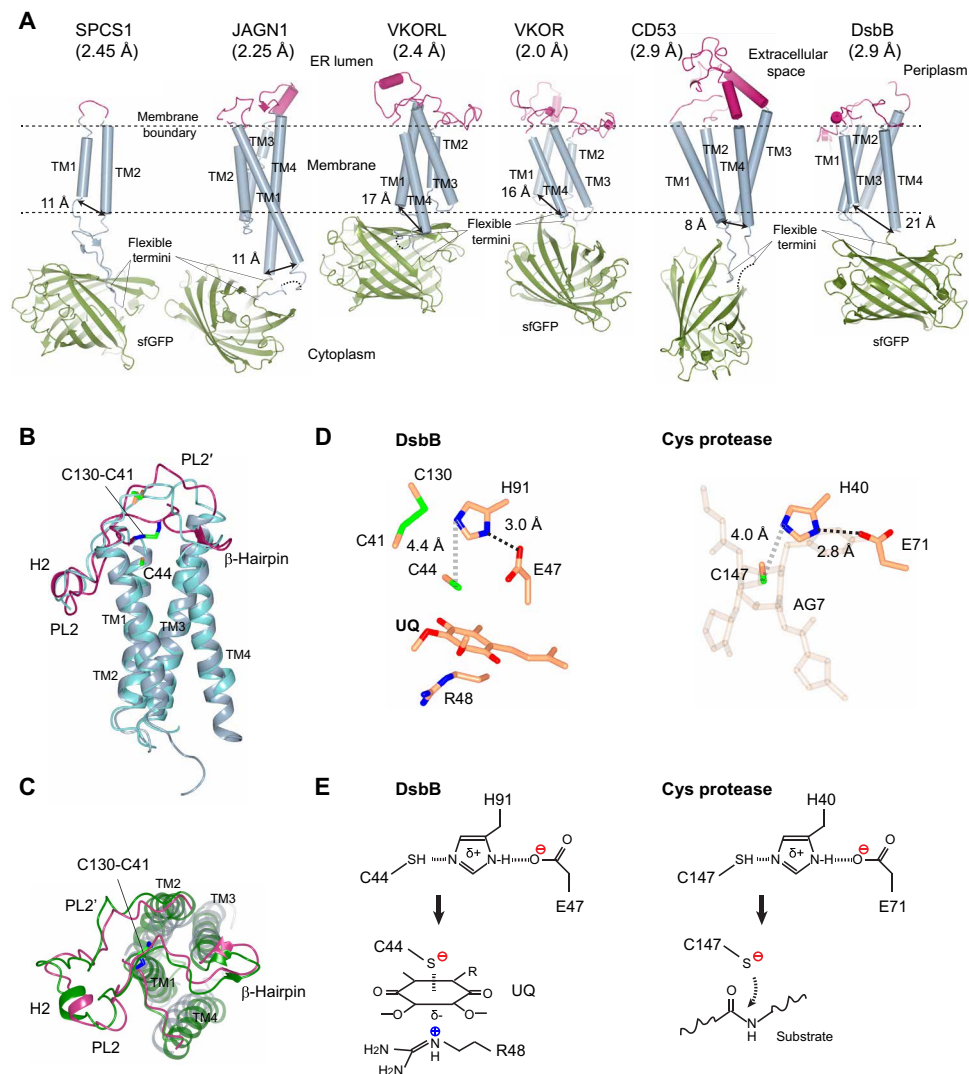 A
SPCS1
(2.45 Å)
JAGN1
(2.25 Å)
VKORL
(2.4 Å)
VKOR
(2.0 Å)
CD53
(2.9 Å)
DsbB
(2.9 Å)
ER lumen
Extracellular
space
Periplasm
Membrane
boundary
Membrane
TM1
TM2
11 Å
TM3
TM2
TM4
TM1
11 Å
TM2
TM1
TM3
17 Å
TM4
TM2
TM1
TM3
16 Å
TM4
TM2
TM3
TM4
TM1
8 Å
TM2
TM1
TM3
TM4
21 Å
Flexible
termini
Flexible
termini
Flexible
termini
sfGFP
Cytoplasm
sfGFP
sfGFP
B
PL2′
C130-C41
H2
β-Hairpin
C44
PL2
TM1
TM3
TM2
TM4
C
C130-C41
TM2
TM3
PL2'
TM1
β-Hairpin
H2
TM4
PL2
D
DsbB
Cys protease
C130
H91
3.0 Å
C41
4.4 Å
C44
E47
UQ
R48
H40
4.0 Å
2.8 Å
E71
C147
AG7
E
DsbB
Cys protease
H91
SH
N
δ+
N-H
O
⊖
O
C44
E47
C44
S
⊖
R
O
O
UQ
O
δ-
O
⊕
H2N
N
H
R48
H2N
H40
SH
N
δ+
N-H
O
⊖
O
C147
E71
C147
S
⊖
O
N
H
Substrate